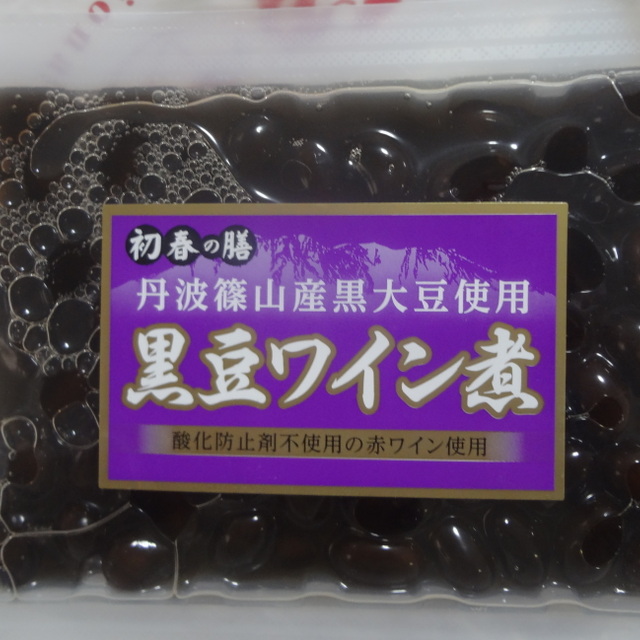 初春の膳
丹波篠山産黒大豆使用
黒豆ワイン煮
酸化防止剤不使用の赤ワイン使用